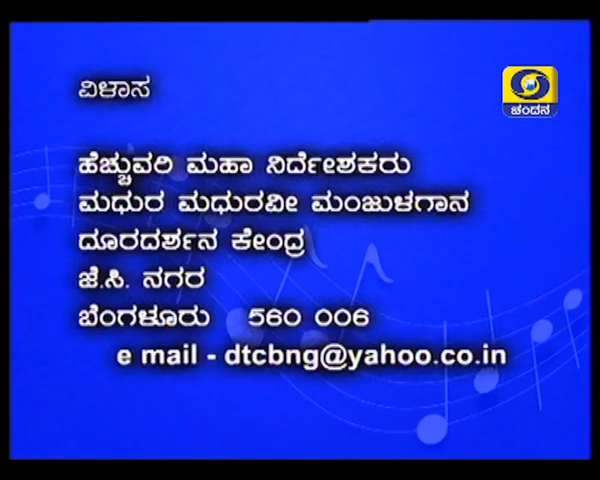 ವಿಳಾಸ
ಚಂದನ
ಹೆಚ್ಚುವರಿ ಮಹಾ ನಿರ್ದೇಶಕರು
ಮಧುರ ಮಧುರವೀ ಮಂಜುಳಗಾನ
ದೂರದರ್ಶನ ಕೇಂದ್ರ
ಜೆ.ಸಿ. ನಗರ
ಬೆಂಗಳೂರು 560 006
e mail - dtcbng@yahoo.co.in